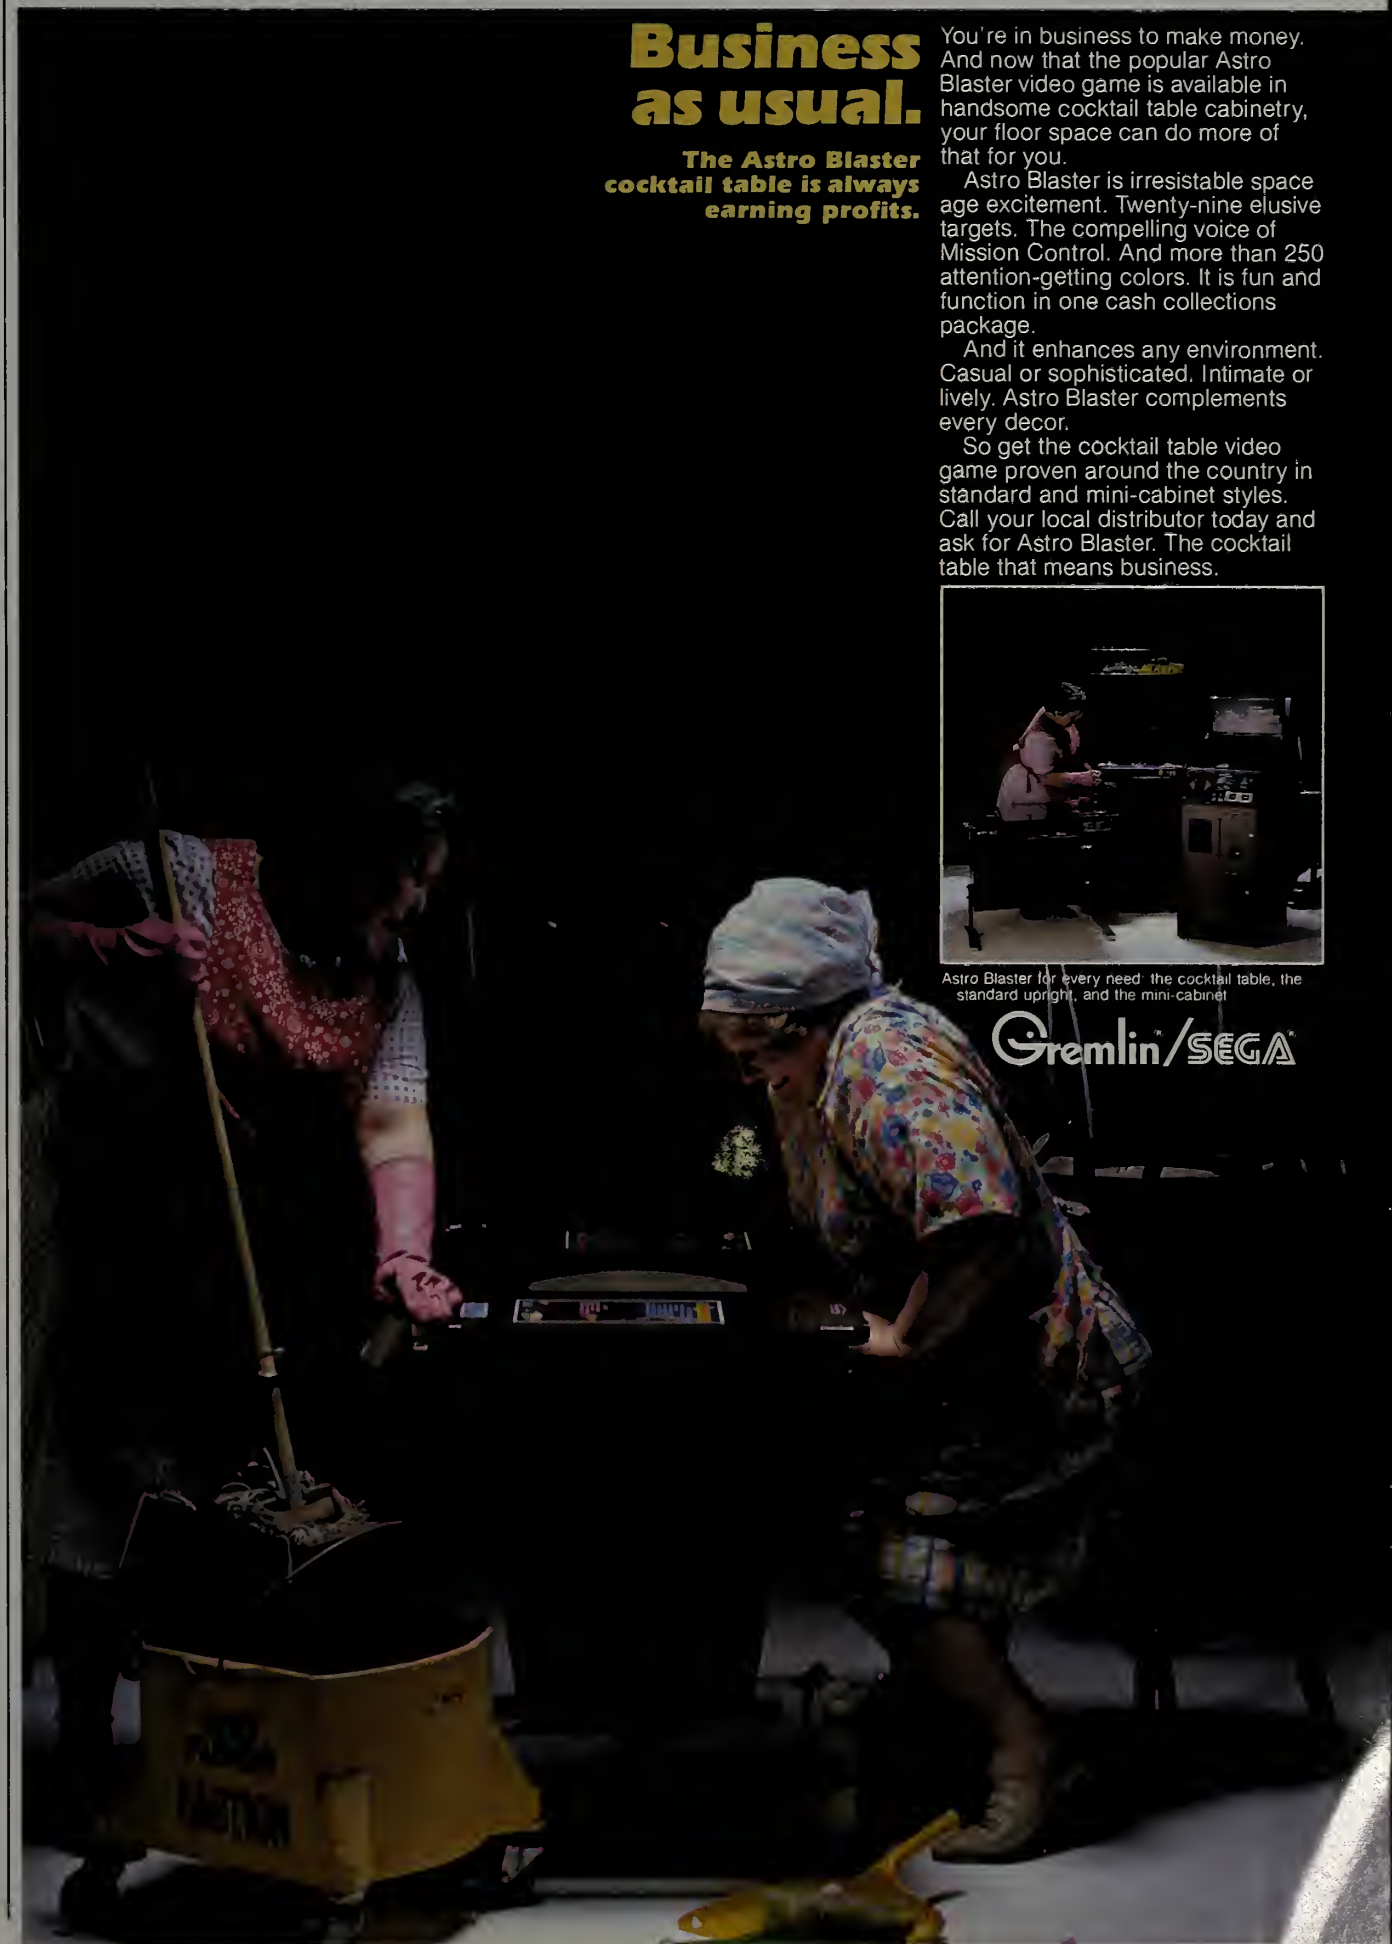 Business
as usual.
The Astro Blaster
cocktail table is always
earning profits.
You're in business to make money.
And now that the popular Astro
Blaster video game is available in
handsome cocktail table cabinetry,
your floor space can do more of
that for you.
Astro Blaster is irresistable space
age excitement. Twenty-nine elusive
targets. The compelling voice of
Mission Control. And more than 250
attention-getting colors. It is fun and
function in one cash collections
package.
And it enhances any environment.
Casual or sophisticated. Intimate or
lively. Astro Blaster complements
every decor.
So get the cocktail table video
game proven around the country in
standard and mini-cabinet styles.
Call your local distributor today and
ask for Astro Blaster. The cocktail
table that means business.
Astro Blaster for every need: the cocktail table, the
standard upright, and the mini-cabinet
Gremlin®/SEGA®